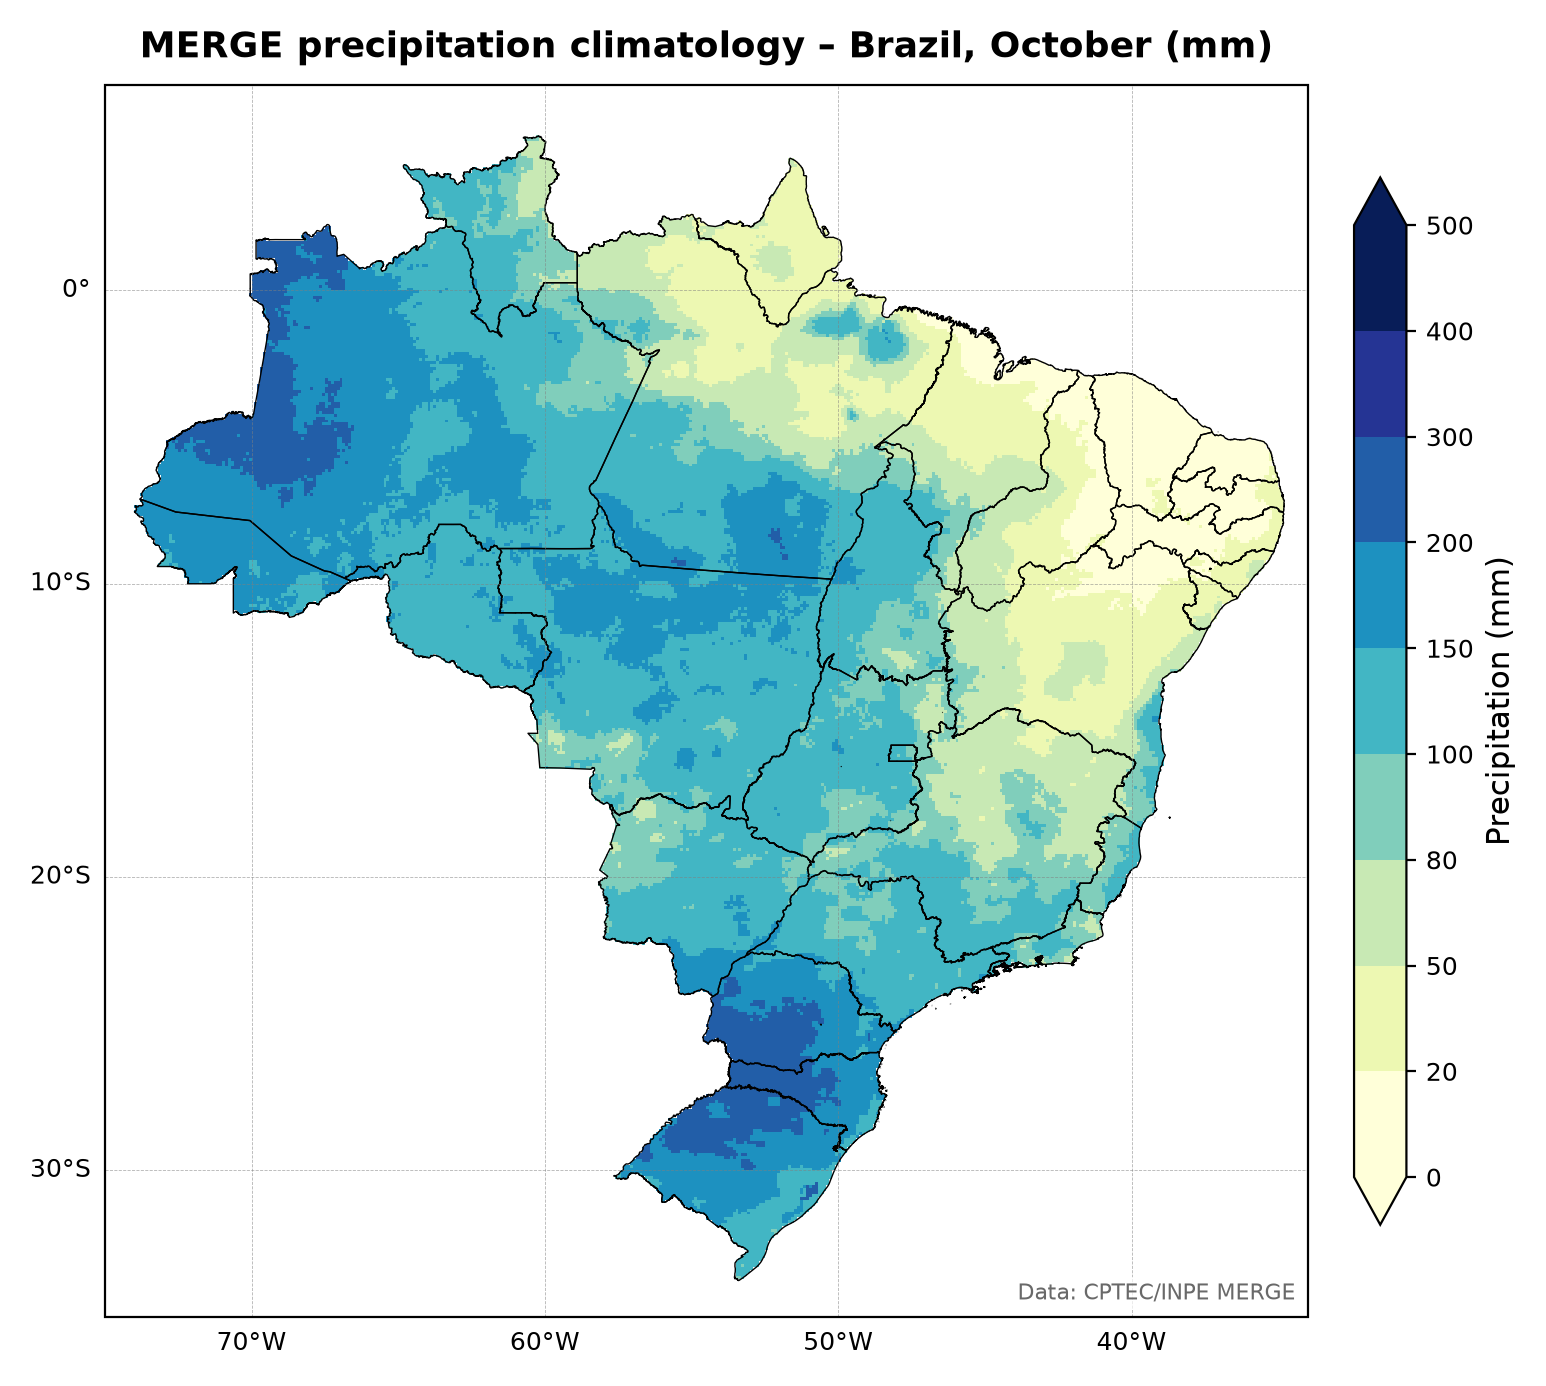 MERGE precipitation climatology – Brazil, October (mm)
0°
10°S
20°S
30°S
70°W
60°W
50°W
40°W
Data: CPTEC/INPE MERGE
500
400
300
200
150
100
80
50
20
0
Precipitation (mm)